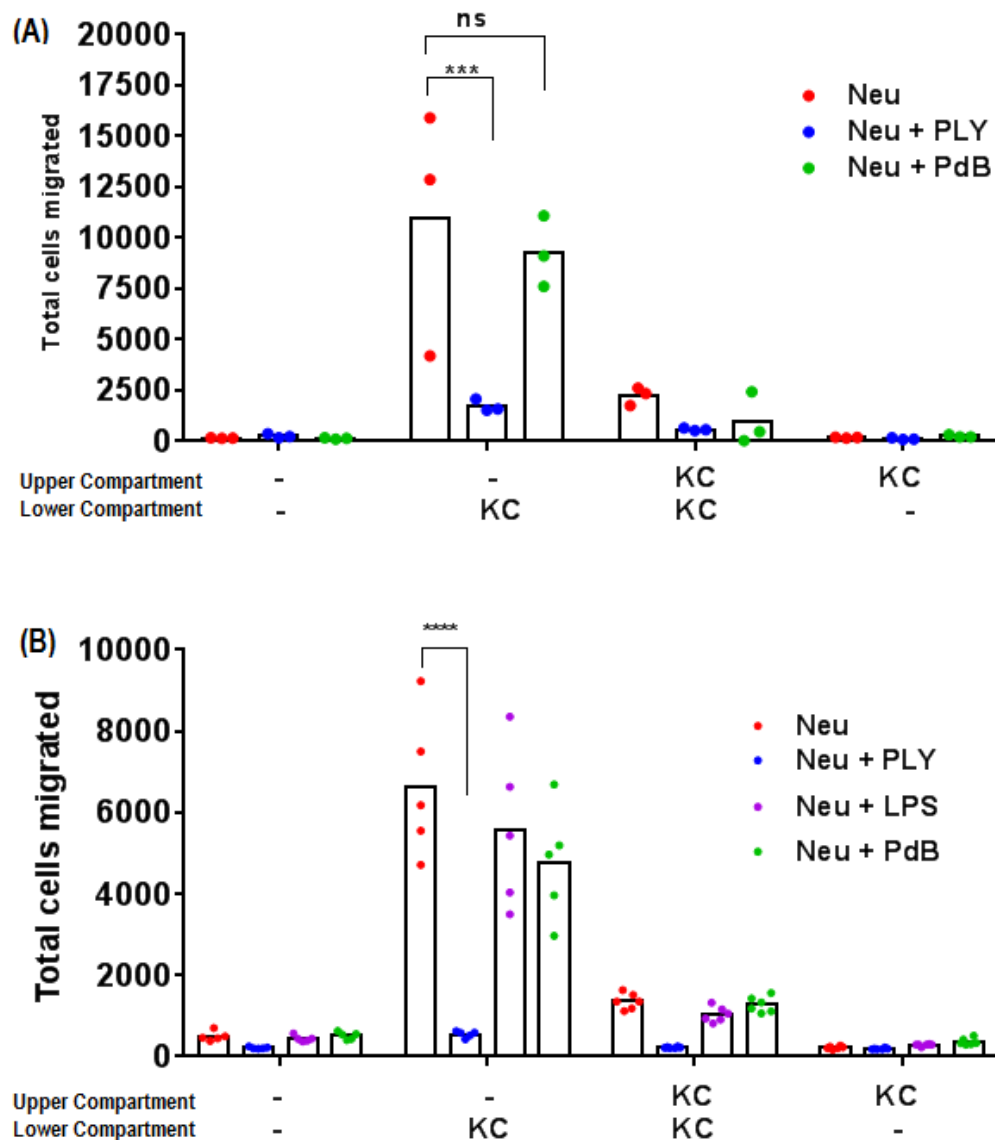 (A)
ns
***
20000
17500
15000
12500
10000
7500
5000
2500
0
Total cells migrated
Neu
Neu + PLY
Neu + PdB
Upper Compartment - - KC KC
Lower Compartment - KC KC -
(B)
****
10000
8000
6000
4000
2000
0
Total cells migrated
Neu
Neu + PLY
Neu + LPS
Neu + PdB
Upper Compartment - - KC KC
Lower Compartment - KC KC -